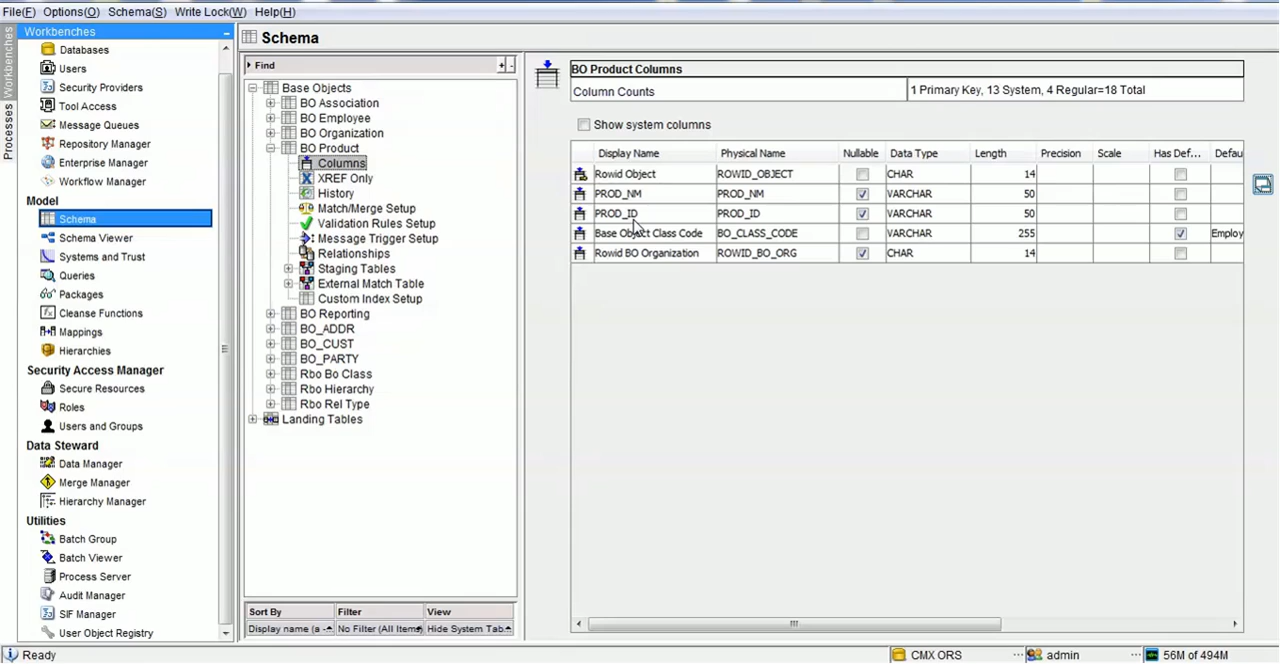 File(F) Options(O) Schema(S) Write Lock(W) Help(H)
Workbenches
Processes
Workbenches
Databases
Users
Security Providers
Tool Access
Message Queues
Repository Manager
Enterprise Manager
Workflow Manager
Model
Schema
Schema Viewer
Systems and Trust
Queries
Packages
Cleanse Functions
Mappings
Hierarchies
Security Access Manager
Secure Resources
Roles
Users and Groups
Data Steward
Data Manager
Merge Manager
Hierarchy Manager
Utilities
Batch Group
Batch Viewer
Process Server
Audit Manager
SIF Manager
User Object Registry
Schema
Find
Base Objects
BO Association
BO Employee
BO Organization
BO Product
Columns
XREF Only
History
Match/Merge Setup
Validation Rules Setup
Message Trigger Setup
Relationships
Staging Tables
External Match Table
Custom Index Setup
BO Reporting
BO_ADDR
BO_CUST
BO_PARTY
Rbo Bo Class
Rbo Hierarchy
Rbo Rel Type
Landing Tables
Sort By Filter View
Display name (a - No Filter (All Items) Hide System Tab
BO Product Columns
Column Counts 1 Primary Key, 13 System, 4 Regular=18 Total
Show system columns
Display Name Physical Name Nullable Data Type Length Precision Scale Has Def... Defau
Rowid Object ROWID_OBJECT CHAR 14
PROD_NM PROD_NM VARCHAR 50
PROD_ID PROD_ID VARCHAR 50
Base Object Class Code BO_CLASS_CODE VARCHAR 255 Employ
Rowid BO Organization ROWID_BO_ORG CHAR 14
Ready CMX ORS admin 56M of 494M